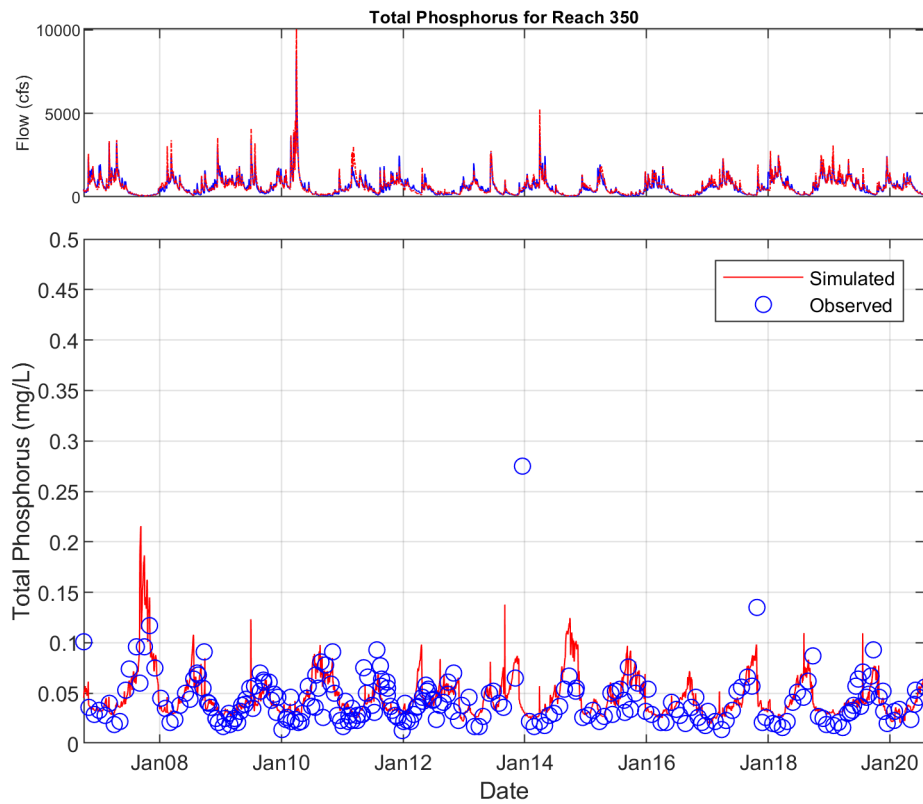 Total Phosphorus for Reach 350
Flow (cfs)
10000
5000
0
Total Phosphorus (mg/L)
0.5
0.45
0.4
0.35
0.3
0.25
0.2
0.15
0.1
0.05
0
Simulated
Observed
Jan08 Jan10 Jan12 Jan14 Jan16 Jan18 Jan20
Date